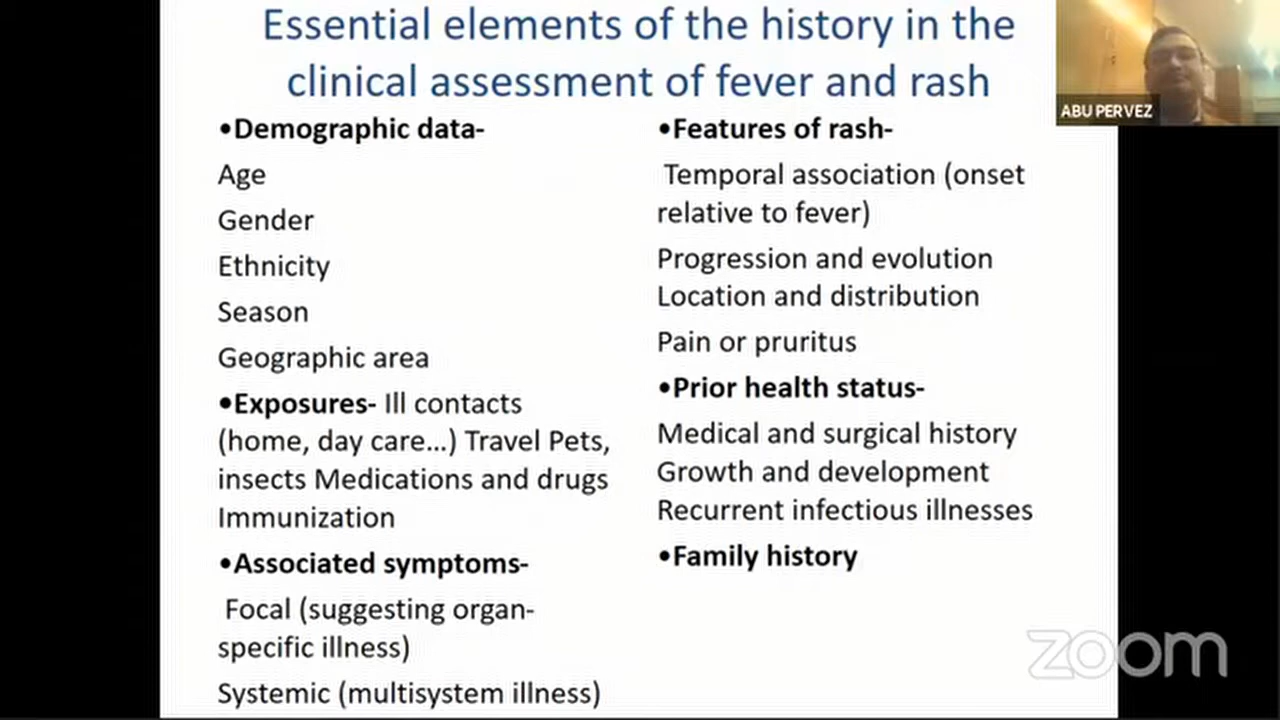 Essential elements of the history in the
clinical assessment of fever and rash
•Demographic data-
Age
Gender
Ethnicity
Season
Geographic area
•Exposures- Ill contacts
(home, day care...) Travel Pets,
insects Medications and drugs
Immunization
•Associated symptoms-
Focal (suggesting organ-
specific illness)
Systemic (multisystem illness)
•Features of rash-
Temporal association (onset
relative to fever)
Progression and evolution
Location and distribution
Pain or pruritus
•Prior health status-
Medical and surgical history
Growth and development
Recurrent infectious illnesses
•Family history
ABU PERVEZ
zoom